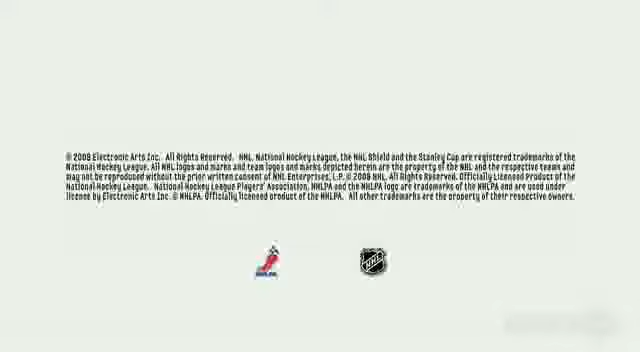 © 2008 Electronic Arts Inc. All Rights Reserved. NHL, National Hockey League, the NHL Shield and the Stanley Cup are registered trademarks of the
National Hockey League. All NHL logos and marks and team logos and marks depicted herein are the property of the NHL and the respective teams and
may not be reproduced without the prior written consent of NHL Enterprises, L.P. © 2008 NHL. All Rights Reserved. Officially Licensed Product of the
National Hockey League. National Hockey League Players' Association, NHLPA and the NHLPA logo are trademarks of the NHLPA and are used under
licence by Electronic Arts Inc. © NHLPA. Officially licensed product of the NHLPA. All other trademarks are the property of their respective owners.
NHLPA NHL